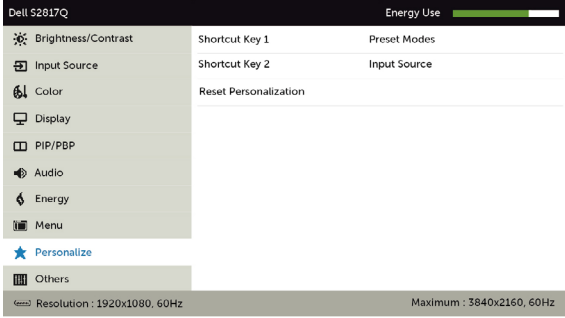 Dell S2817Q Energy Use
Brightness/Contrast Shortcut Key 1 Preset Modes
Input Source Shortcut Key 2 Input Source
Color Reset Personalization
Display
PIP/PBP
Audio
Energy
Menu
Personalize
Others
Resolution : 1920x1080, 60Hz Maximum : 3840x2160, 60Hz